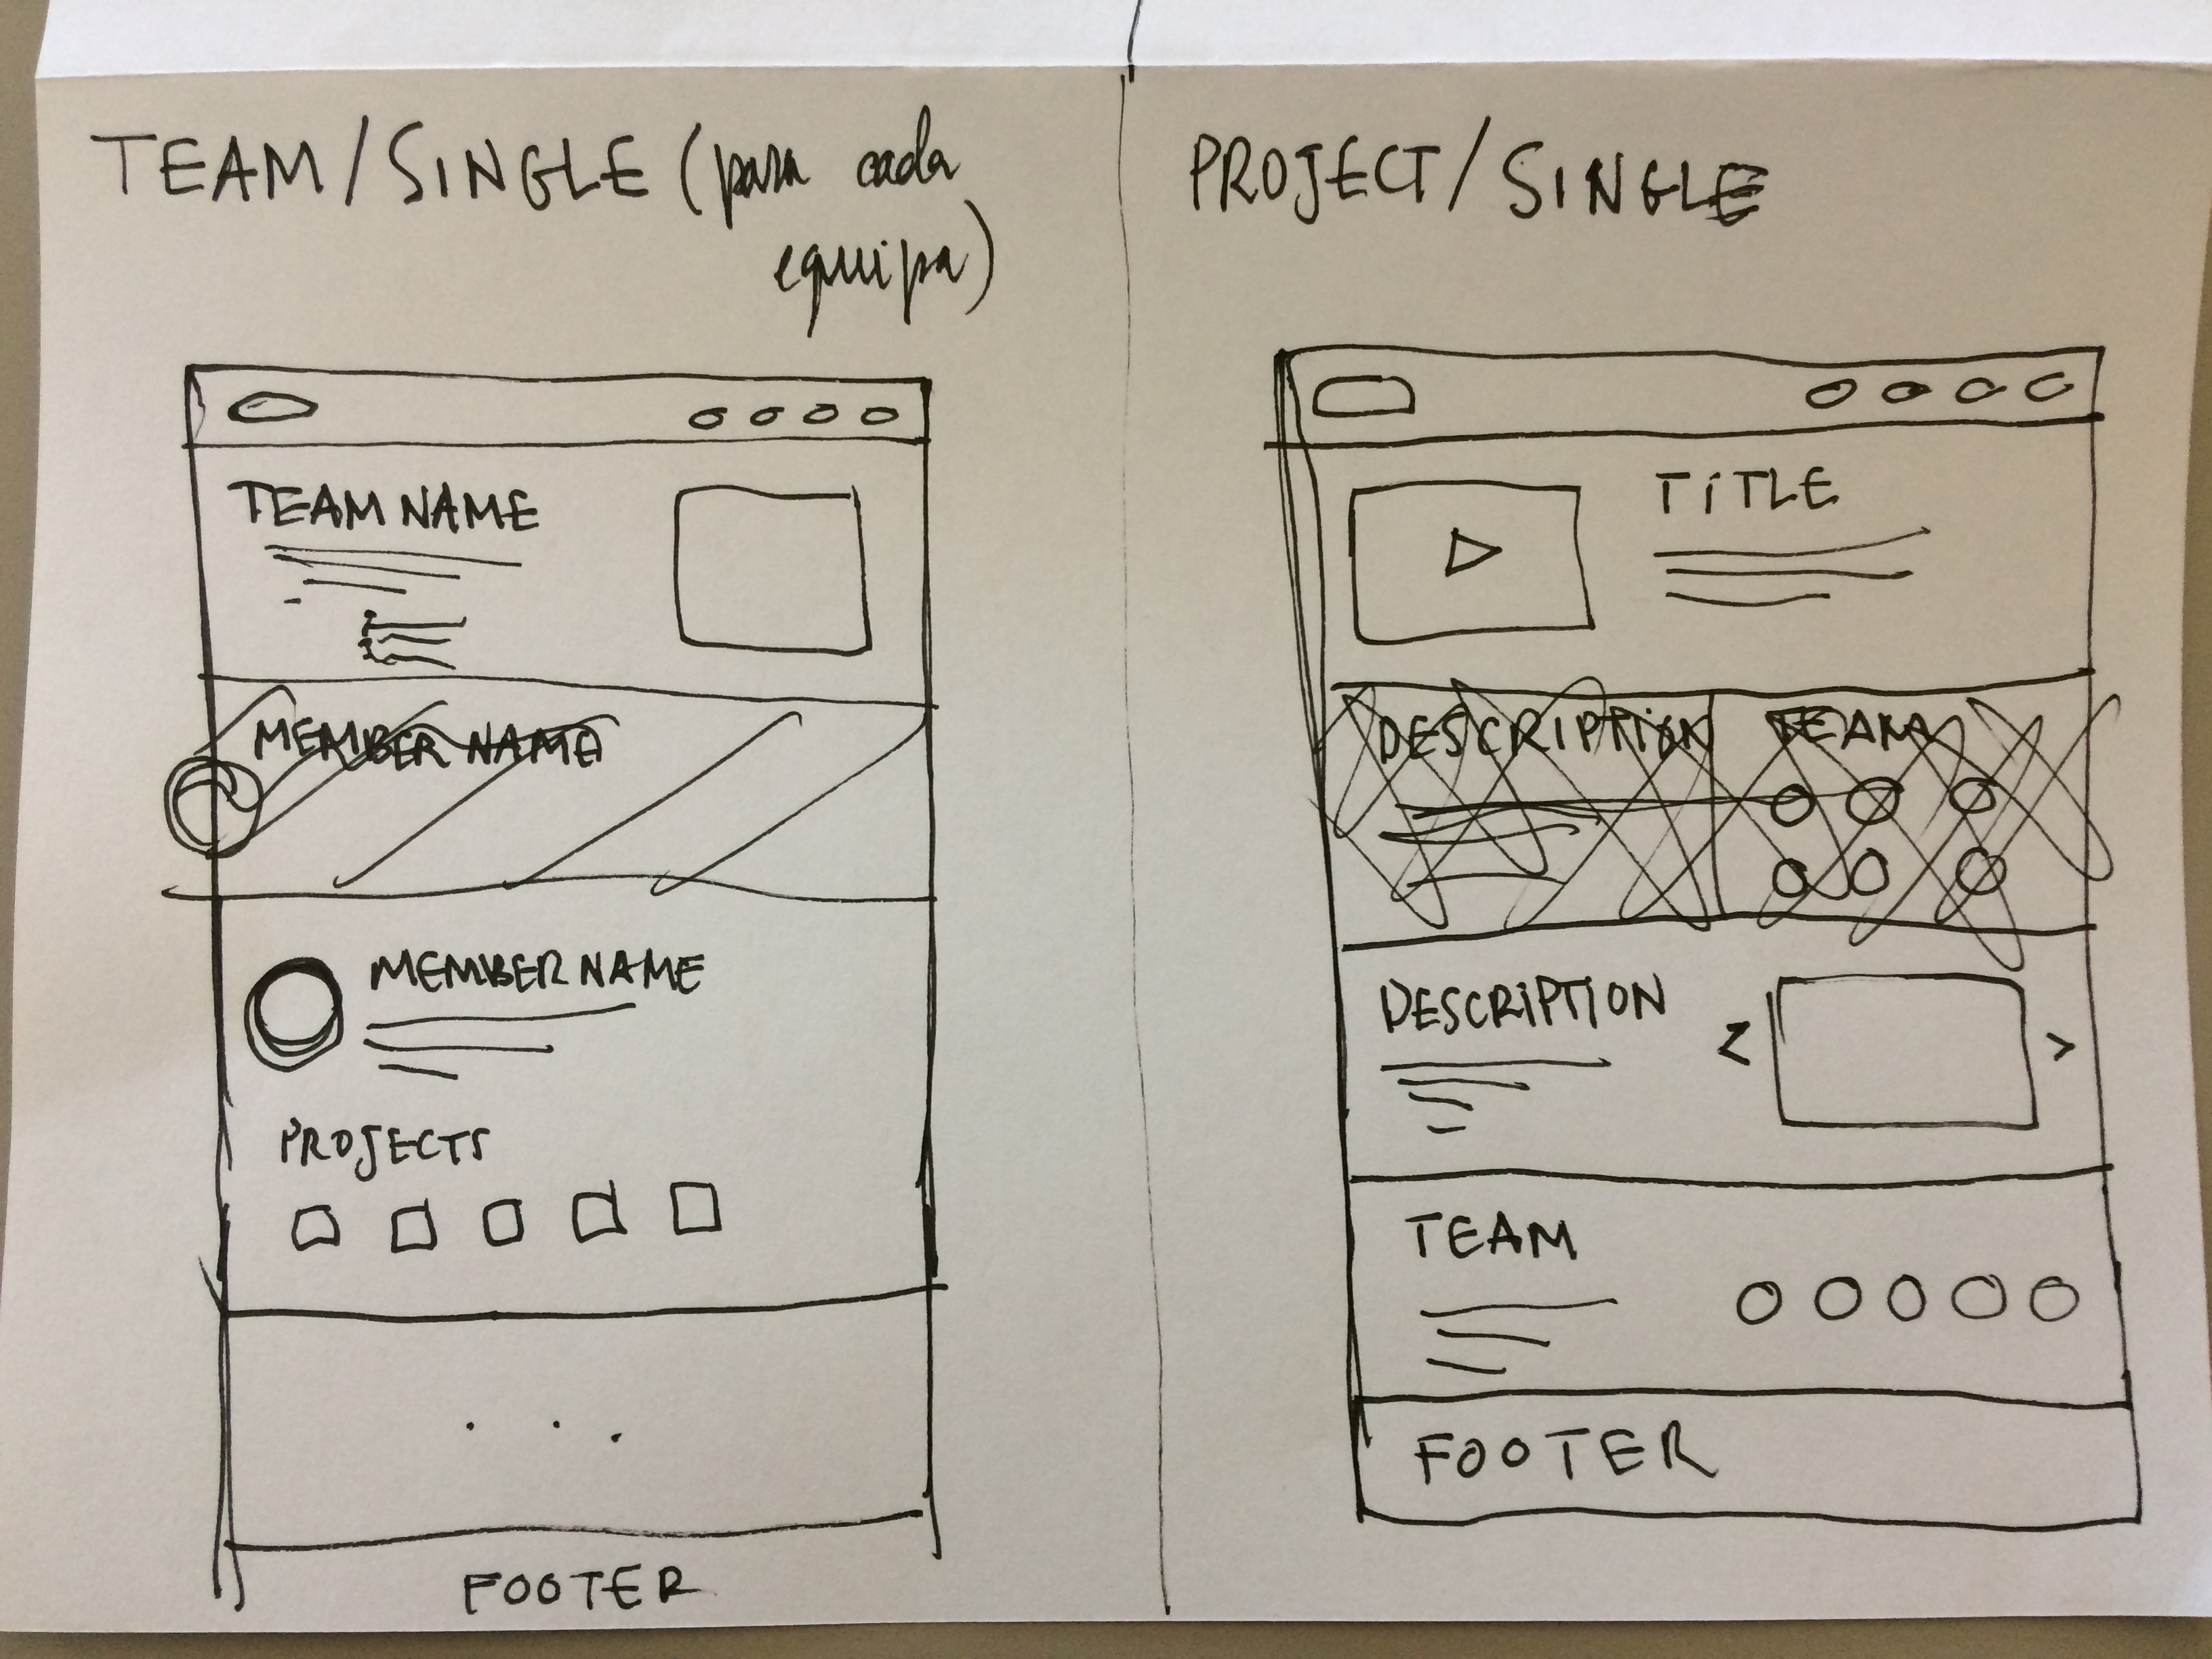 TEAM/SINGLE (para cada
equipa)
TEAM NAME
MEMBER NAME
MEMBER NAME
PROJECTS
...
FOOTER
PROJECT/SINGLE
TITLE
DESCRIPTION
TEAM
DESCRIPTION
< >
TEAM
FOOTER